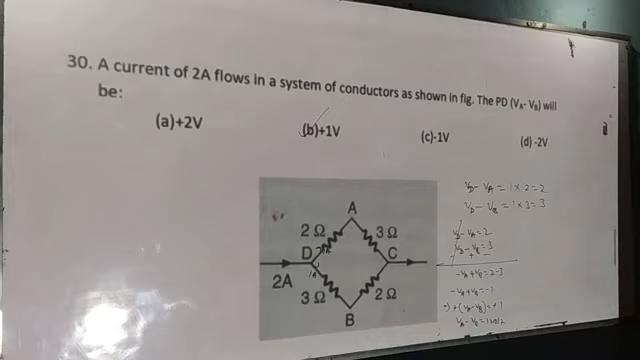 30. A current of 2A flows in a system of conductors as shown in fig. The PD (VA- VB) will
be:
(a)+2V (b)+1V (c)-1V (d) -2V
A
2 Ω 3 Ω
D C
2A
3 Ω 2 Ω
B
1A
VD- VA = 1×2=2
VD- VB = 1×3=3
VD- VA=2
VD- VB=3
-VA+VB=2-3
-VA+VB=-1
+(VA-VB)=+1